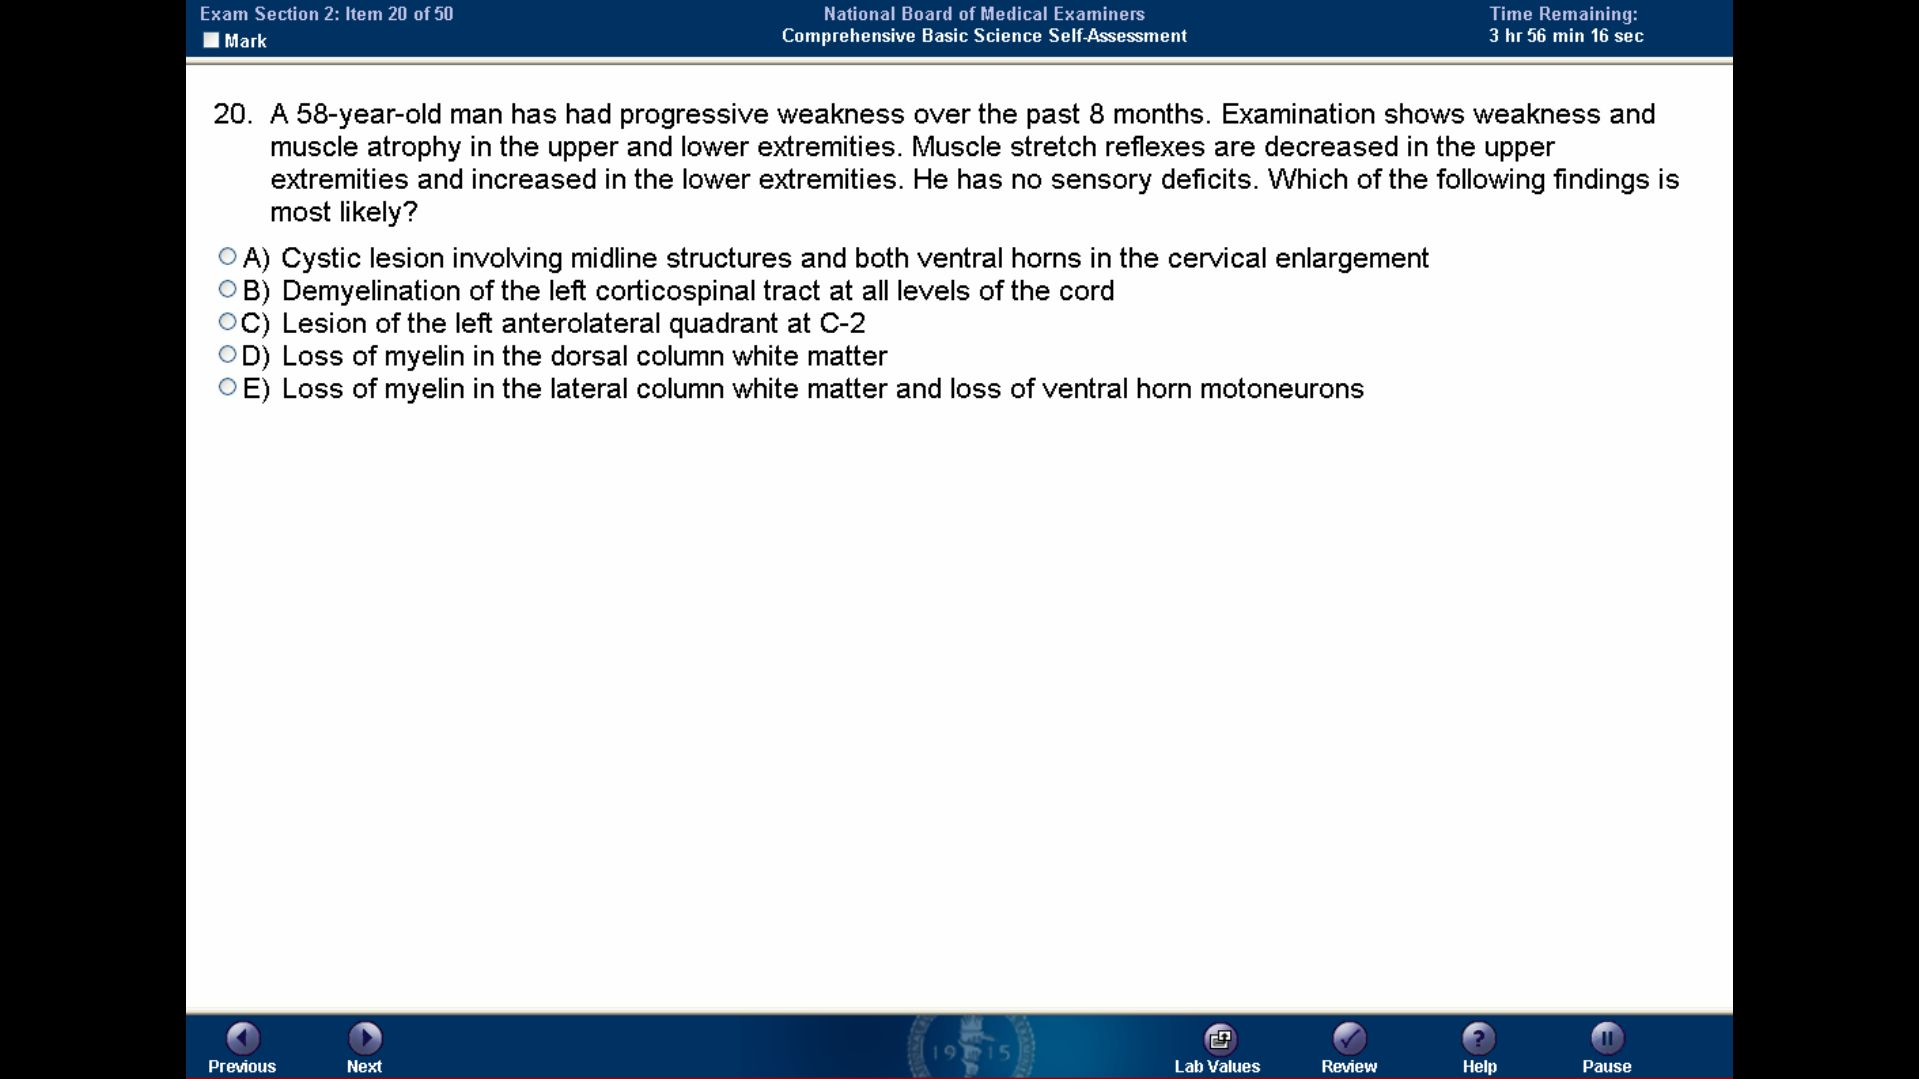 Exam Section 2: Item 20 of 50
Mark
National Board of Medical Examiners
Comprehensive Basic Science Self-Assessment
Time Remaining:
3 hr 56 min 16 sec
20. A 58-year-old man has had progressive weakness over the past 8 months. Examination shows weakness and
muscle atrophy in the upper and lower extremities. Muscle stretch reflexes are decreased in the upper
extremities and increased in the lower extremities. He has no sensory deficits. Which of the following findings is
most likely?
A) Cystic lesion involving midline structures and both ventral horns in the cervical enlargement
B) Demyelination of the left corticospinal tract at all levels of the cord
C) Lesion of the left anterolateral quadrant at C-2
D) Loss of myelin in the dorsal column white matter
E) Loss of myelin in the lateral column white matter and loss of ventral horn motoneurons
Previous
Next
1915
Lab Values
Review
Help
Pause